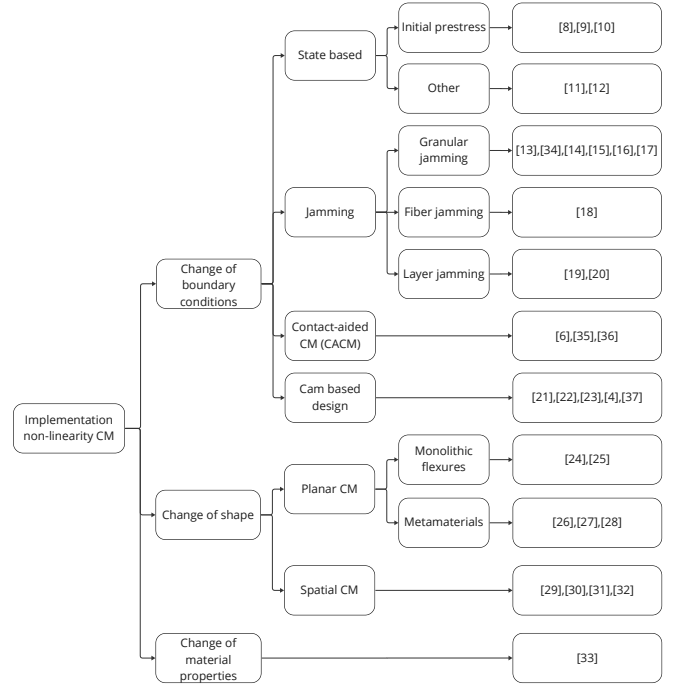 Initial prestress
[8],[9],[10]
State based
Other
[11],[12]
Granular
jamming
[13],[34],[14],[15],[16],[17]
Jamming
Fiber jamming
[18]
Layer jamming
[19],[20]
Change of
boundary
conditions
Contact-aided
CM (CACM)
[6],[35],[36]
Cam based
design
[21],[22],[23],[4],[37]
Implementation
non-linearity CM
Monolithic
flexures
[24],[25]
Planar CM
Metamaterials
[26],[27],[28]
Change of shape
Spatial CM
[29],[30],[31],[32]
Change of
material
properties
[33]